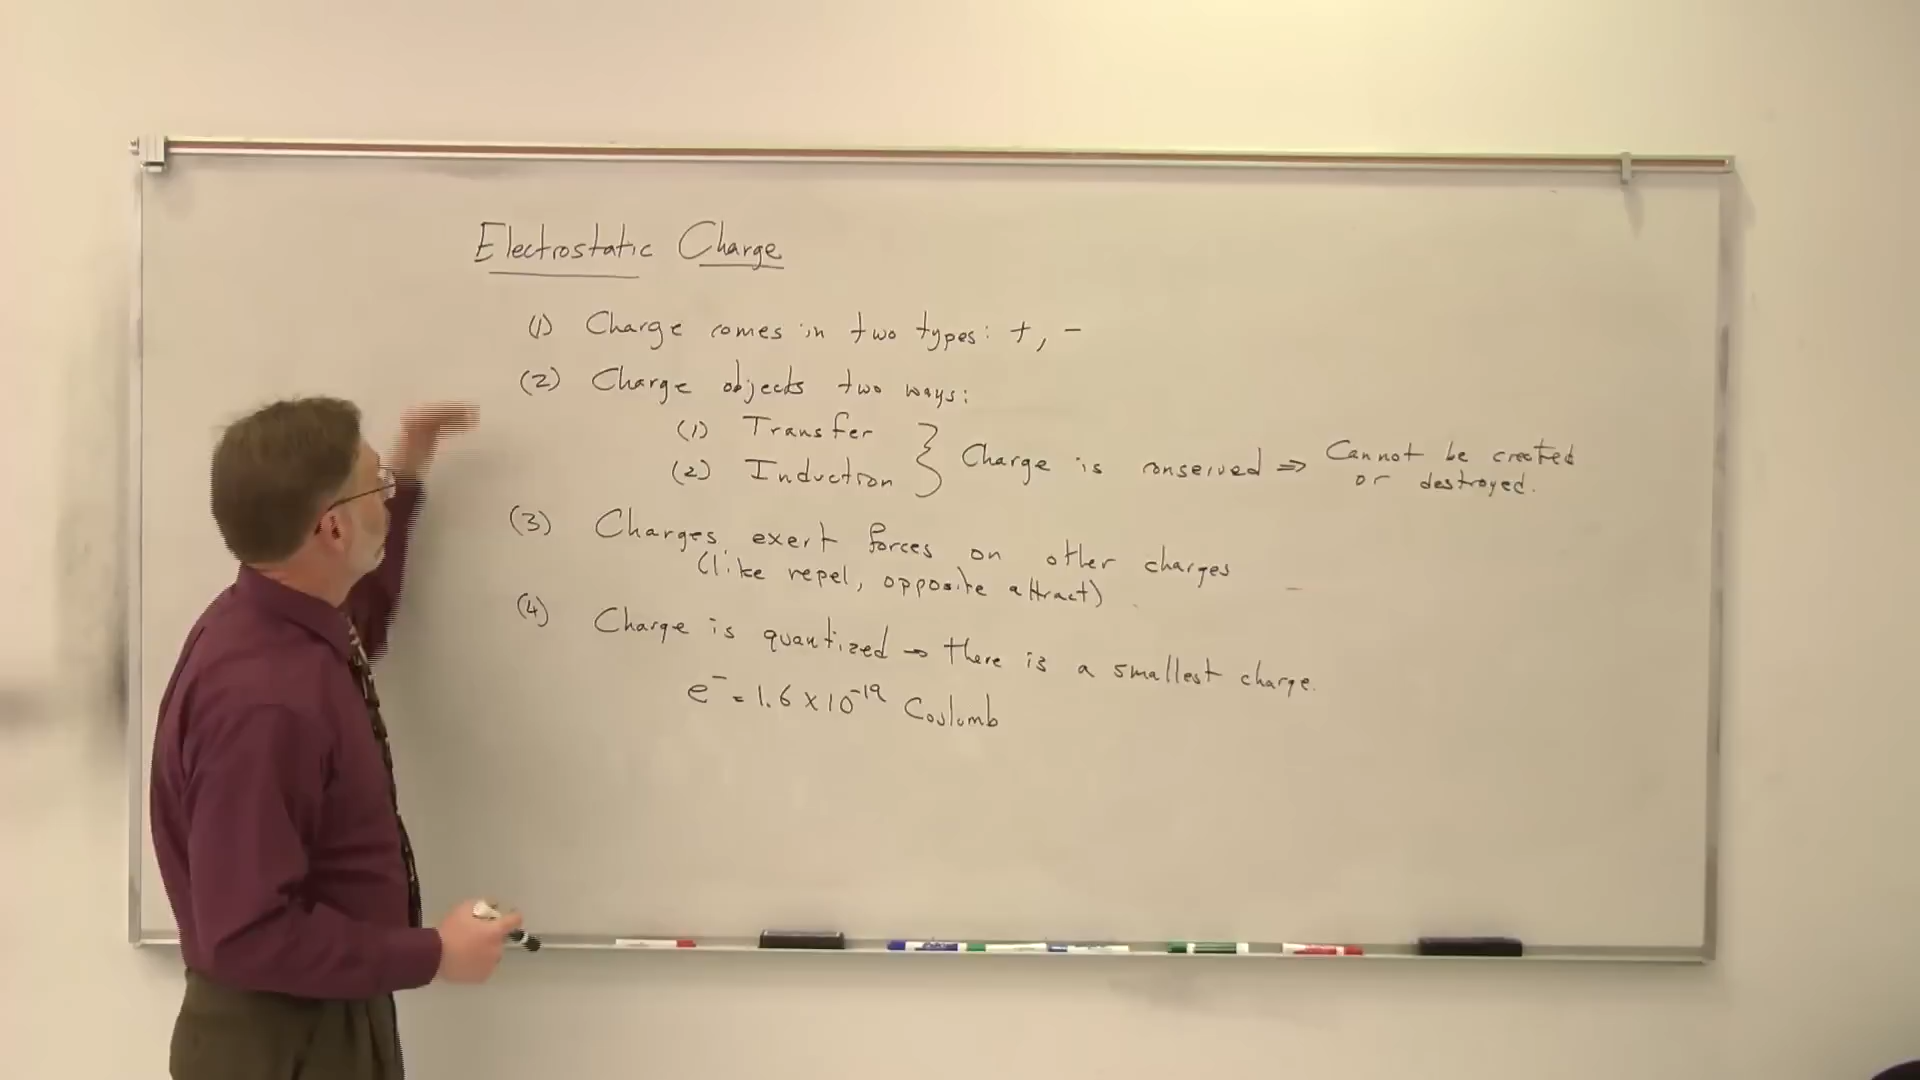 Electrostatic Charge
(1) Charge comes in two types: +, -
(2) Charge objects two ways:
(1) Transfer
(2) Induction } Charge is conserved ⇒ Cannot be created
or destroyed.
(3) Charges exert forces on other charges
(like repel, opposite attract)
(4) Charge is quantized → there is a smallest charge.
e⁻ = 1.6 x 10⁻¹⁹ Coulomb